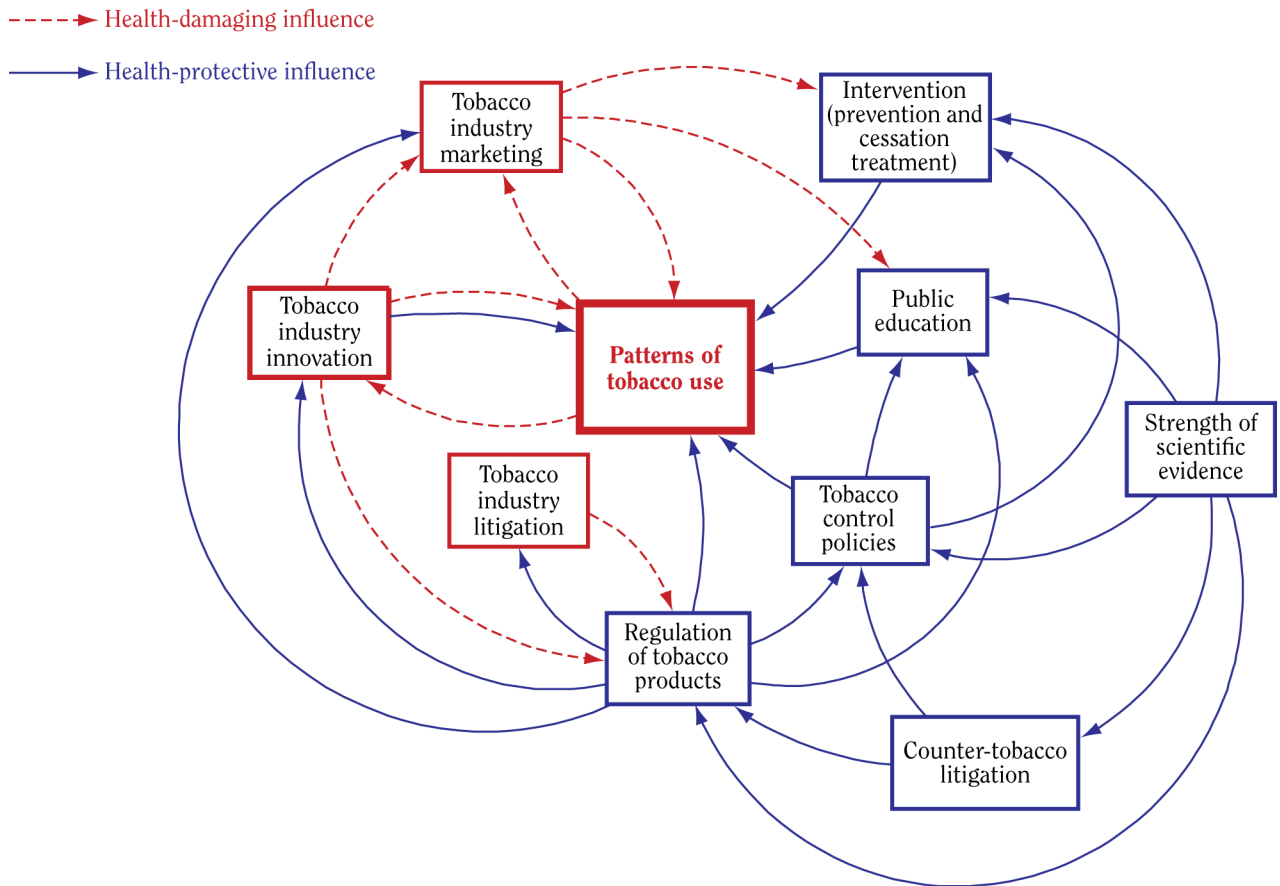 Health-damaging influence
Health-protective influence
Tobacco
industry
marketing
Intervention
(prevention and
cessation
treatment)
Tobacco
industry
innovation
Patterns of
tobacco use
Public
education
Strength of
scientific
evidence
Tobacco
industry
litigation
Tobacco
control
policies
Regulation
of tobacco
products
Counter-tobacco
litigation